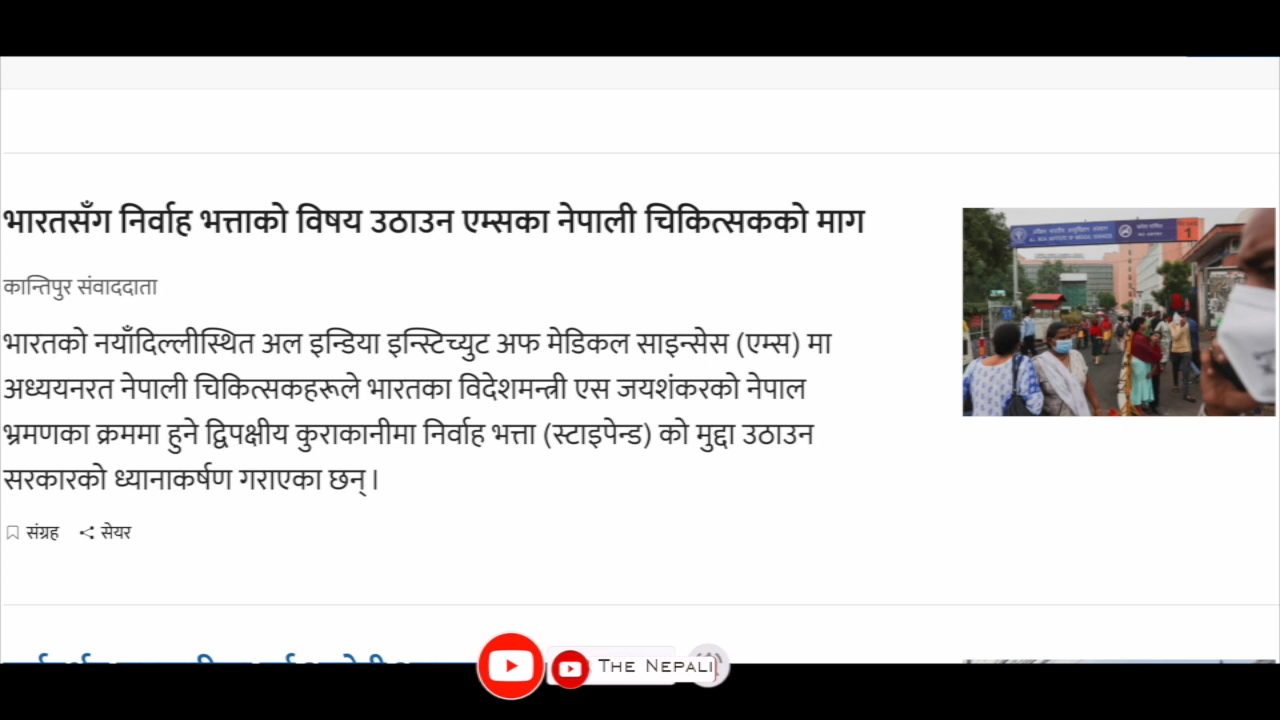 भारतसँग निर्वाह भत्ताको विषय उठाउन एम्सका नेपाली चिकित्सकको माग
कान्तिपुर संवाददाता
भारतको नयाँदिल्लीस्थित अल इन्डिया इन्स्टिच्युट अफ मेडिकल साइन्सेस (एम्स) मा
अध्ययनरत नेपाली चिकित्सकहरूले भारतका विदेशमन्त्री एस जयशंकरको नेपाल
भ्रमणका क्रममा हुने द्विपक्षीय कुराकानीमा निर्वाह भत्ता (स्टाइपेन्ड) को मुद्दा उठाउन
सरकारको ध्यानाकर्षण गराएका छन् ।
संग्रह सेयर
THE NEPALI